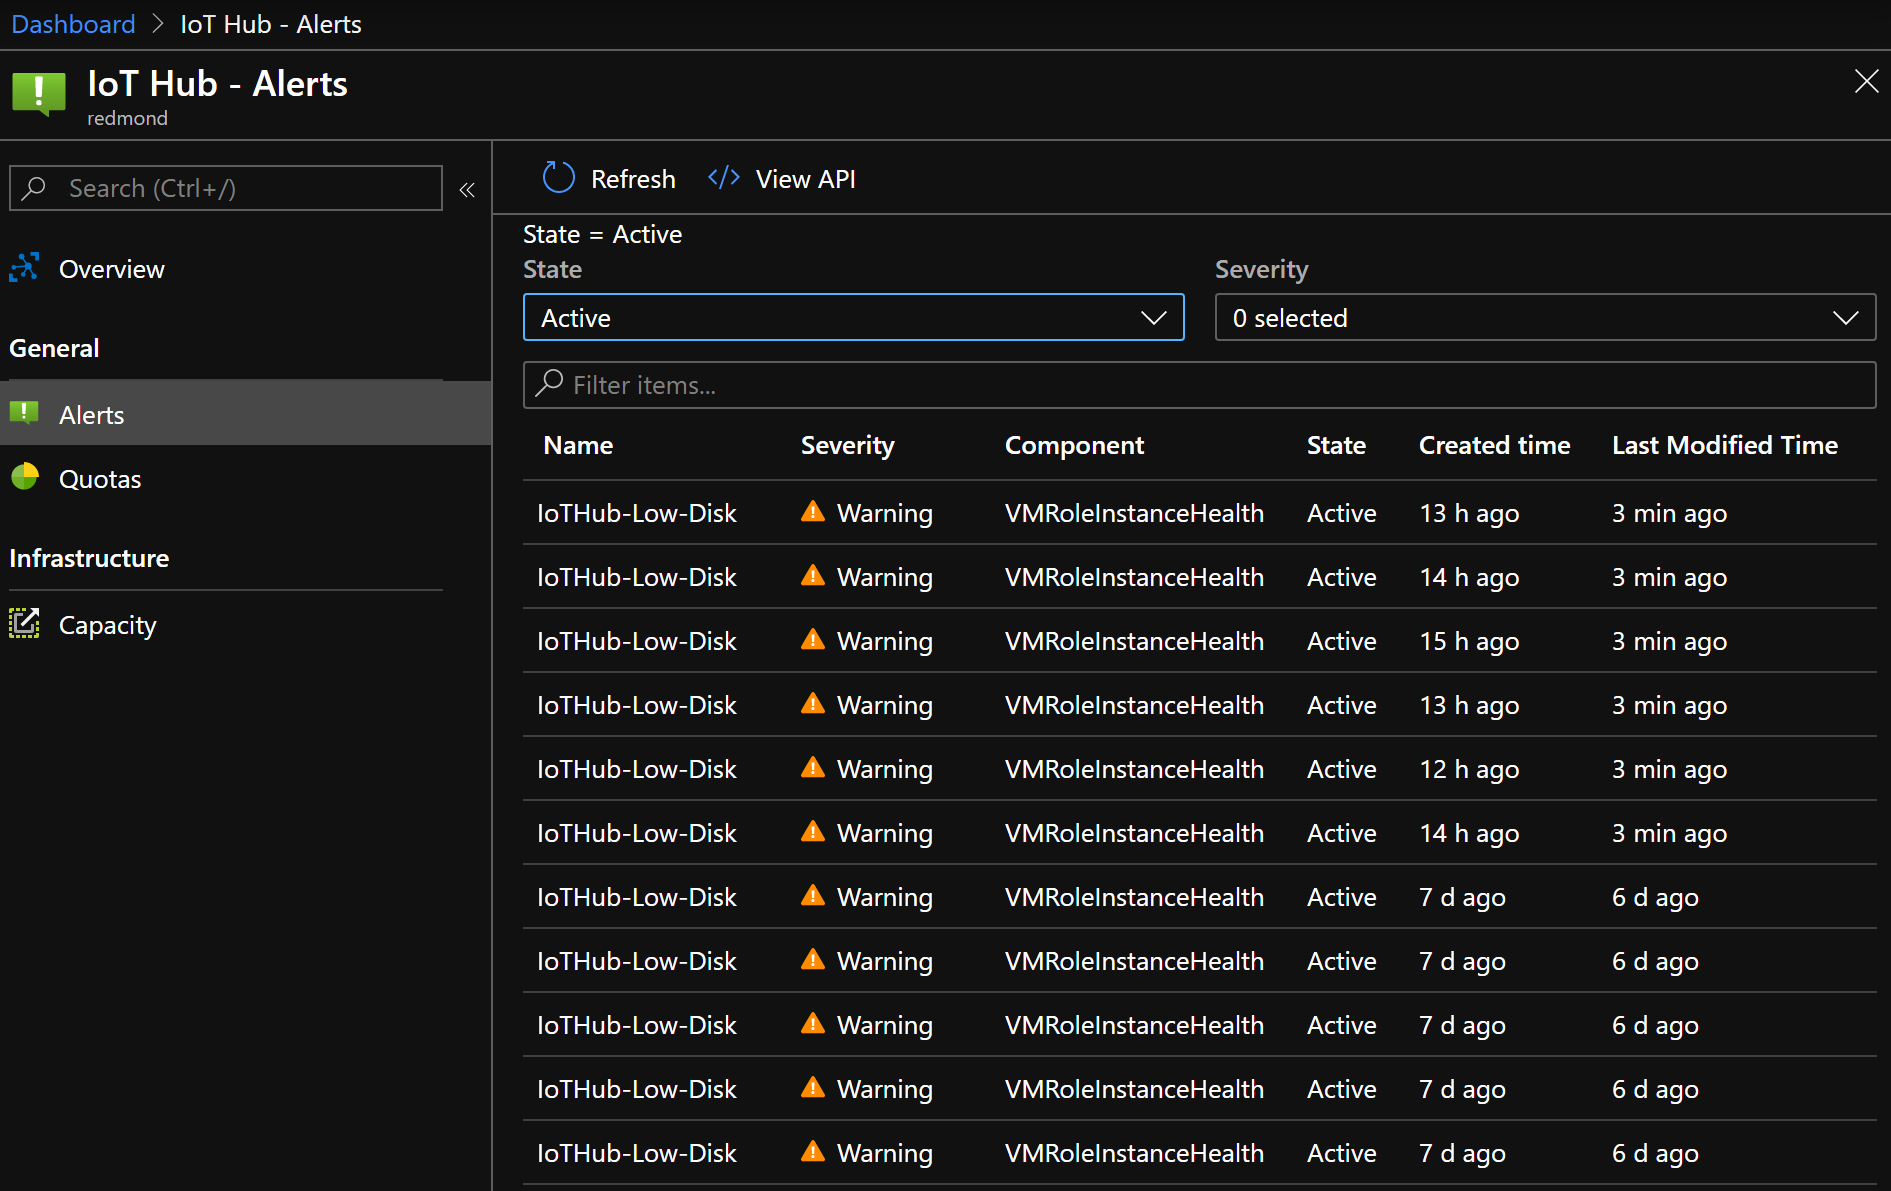 Dashboard > IoT Hub - Alerts
IoT Hub - Alerts
redmond
Search (Ctrl+/)
«
Overview
General
Alerts
Quotas
Infrastructure
Capacity
Refresh </> View API
State = Active
State Severity
Active 0 selected
Filter items...
Name Severity Component State Created time Last Modified Time
IoTHub-Low-Disk Warning VMRoleInstanceHealth Active 13 h ago 3 min ago
IoTHub-Low-Disk Warning VMRoleInstanceHealth Active 14 h ago 3 min ago
IoTHub-Low-Disk Warning VMRoleInstanceHealth Active 15 h ago 3 min ago
IoTHub-Low-Disk Warning VMRoleInstanceHealth Active 13 h ago 3 min ago
IoTHub-Low-Disk Warning VMRoleInstanceHealth Active 12 h ago 3 min ago
IoTHub-Low-Disk Warning VMRoleInstanceHealth Active 14 h ago 3 min ago
IoTHub-Low-Disk Warning VMRoleInstanceHealth Active 7 d ago 6 d ago
IoTHub-Low-Disk Warning VMRoleInstanceHealth Active 7 d ago 6 d ago
IoTHub-Low-Disk Warning VMRoleInstanceHealth Active 7 d ago 6 d ago
IoTHub-Low-Disk Warning VMRoleInstanceHealth Active 7 d ago 6 d ago
IoTHub-Low-Disk Warning VMRoleInstanceHealth Active 7 d ago 6 d ago